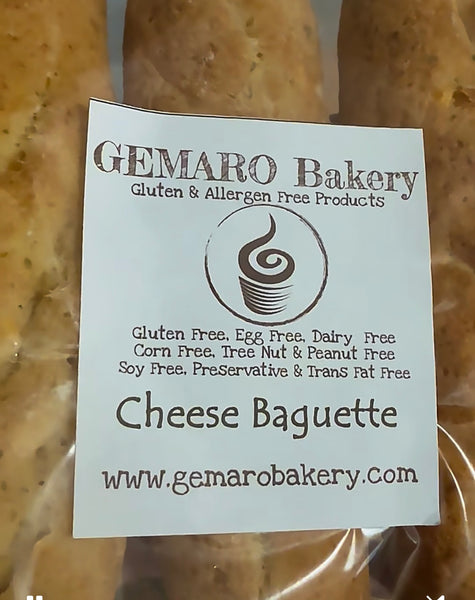 GEMARO Bakery
Gluten & Allergen Free Products
Gluten Free, Egg Free, Dairy Free
Corn Free, Tree Nut & Peanut Free
Soy Free, Preservative & Trans Fat Free
Cheese Baguette
www.gemarobakery.com